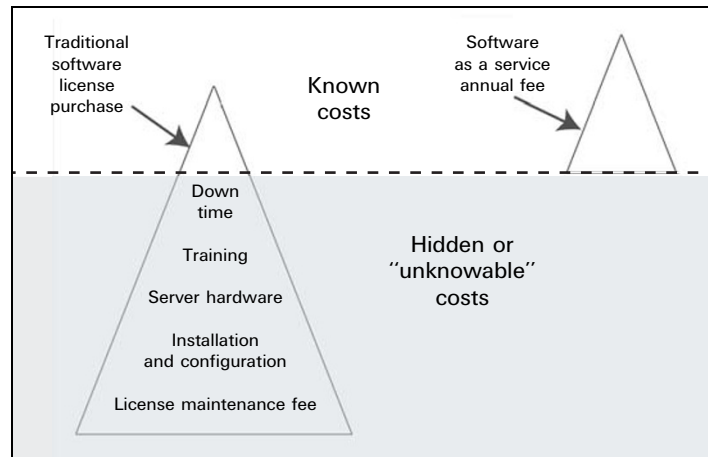 Traditional
software
license
purchase
Known
costs
Software
as a service
annual fee
Down
time
Training
Server hardware
Installation
and configuration
License maintenance fee
Hidden or
“unknowable”
costs